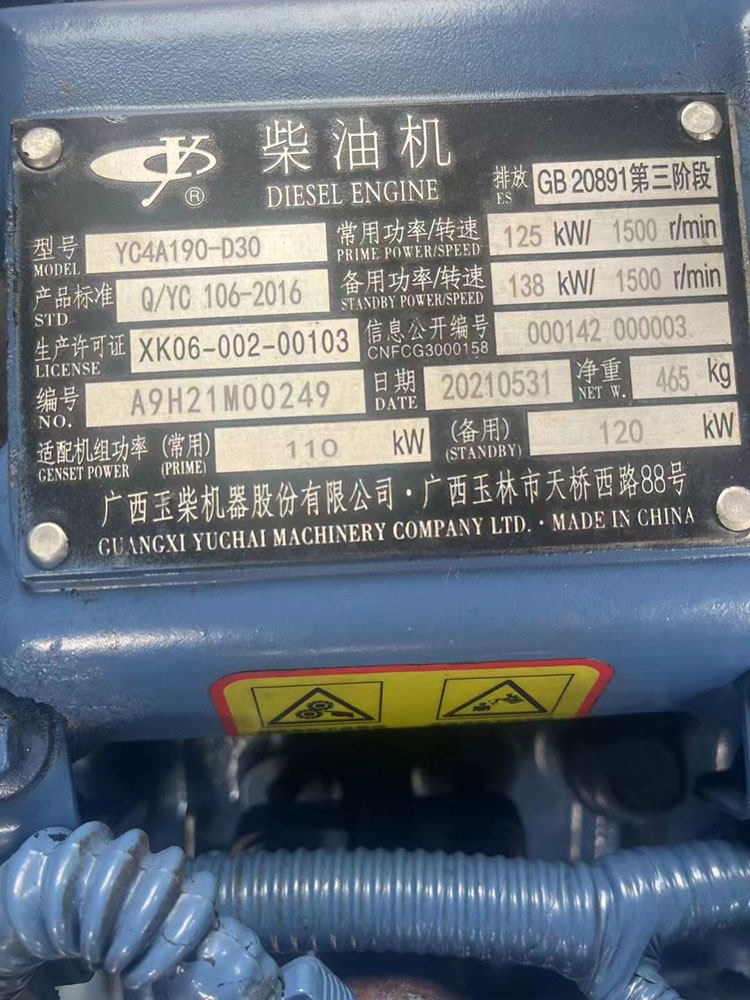 柴油机
DIESEL ENGINE
排放 ES GB 20891第三阶段
型号 MODEL YC4A190-D30
常用功率/转速 PRIME POWER/SPEED 125 kW/ 1500 r/min
产品标准 STD Q/YC 106-2016
备用功率/转速 STANDBY POWER/SPEED 138 kW/ 1500 r/min
生产许可证 LICENSE XK06-002-00103
信息公开编号 CNFCG3000158 000142 000003
编号 NO. A9H21M00249
日期 DATE 20210531
净重 NET W. 465 kg
适配机组功率 GENSET POWER (常用) (PRIME) 110 kW
(备用) (STANDBY) 120 kW
广西玉柴机器股份有限公司·广西玉林市天桥西路88号
GUANGXI YUCHAI MACHINERY COMPANY LTD. · MADE IN CHINA